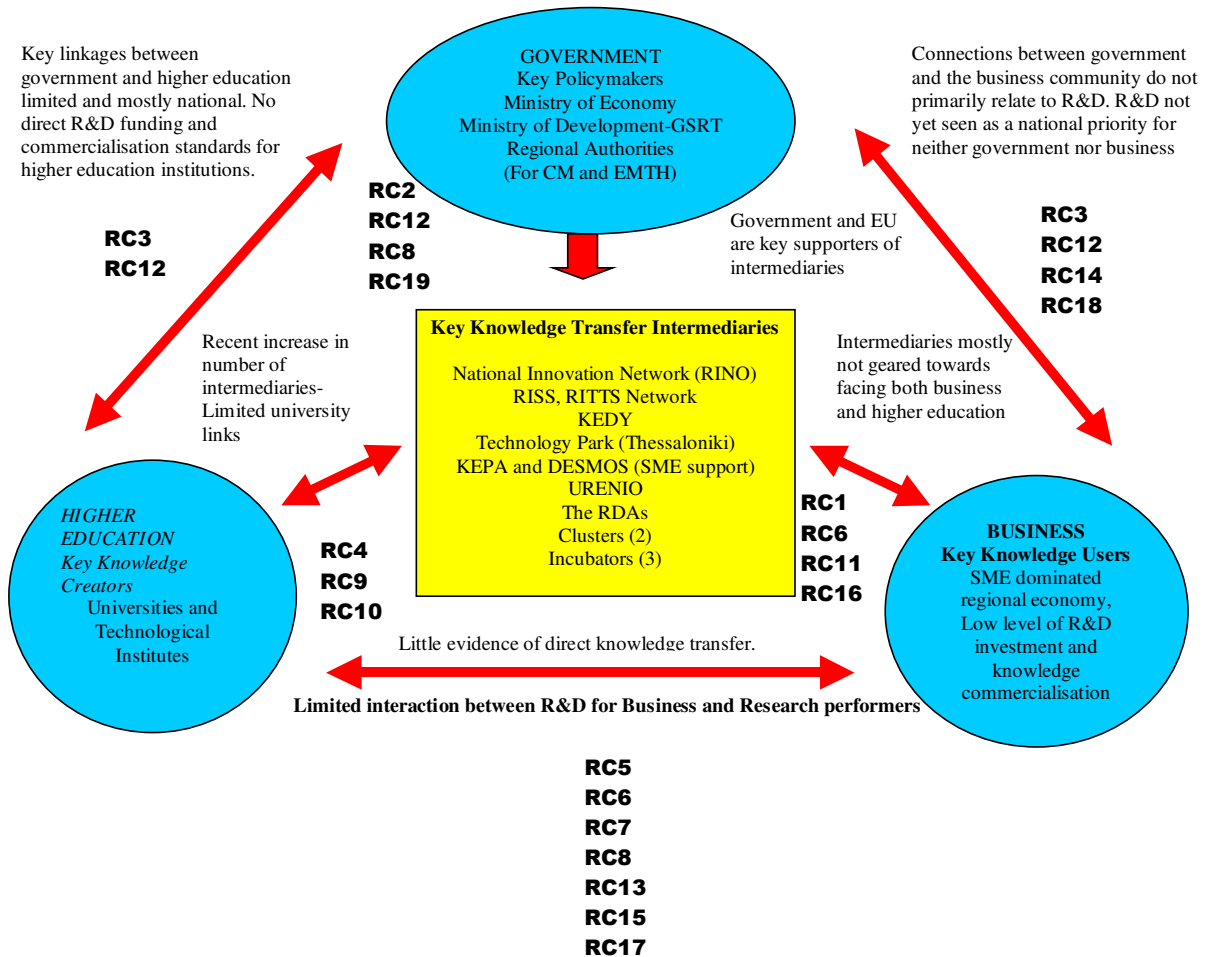 Key linkages between
government and higher education
limited and mostly national. No
direct R&D funding and
commercialisation standards for
higher education institutions.
GOVERNMENT
Key Policymakers
Ministry of Economy
Ministry of Development-GSRT
Regional Authorities
(For CM and EMTH)
Connections between government
and the business community do not
primarily relate to R&D. R&D not
yet seen as a national priority for
neither government nor business
RC3
RC12
RC2
RC12
RC8
RC19
Government and EU
are key supporters of
intermediaries
RC3
RC12
RC14
RC18
Recent increase in
number of
intermediaries-
Limited university
links
Key Knowledge Transfer Intermediaries
National Innovation Network (RINO)
RISS, RITTS Network
KEDY
Technology Park (Thessaloniki)
KEPA and DESMOS (SME support)
URENIO
The RDAs
Clusters (2)
Incubators (3)
Intermediaries mostly
not geared towards
facing both business
and higher education
HIGHER
EDUCATION
Key Knowledge
Creators
Universities and
Technological
Institutes
RC4
RC9
RC10
RC1
RC6
RC11
RC16
BUSINESS
Key Knowledge Users
SME dominated
regional economy,
Low level of R&D
investment and
knowledge
commercialisation
Little evidence of direct knowledge transfer.
Limited interaction between R&D for Business and Research performers
RC5
RC6
RC7
RC8
RC13
RC15
RC17